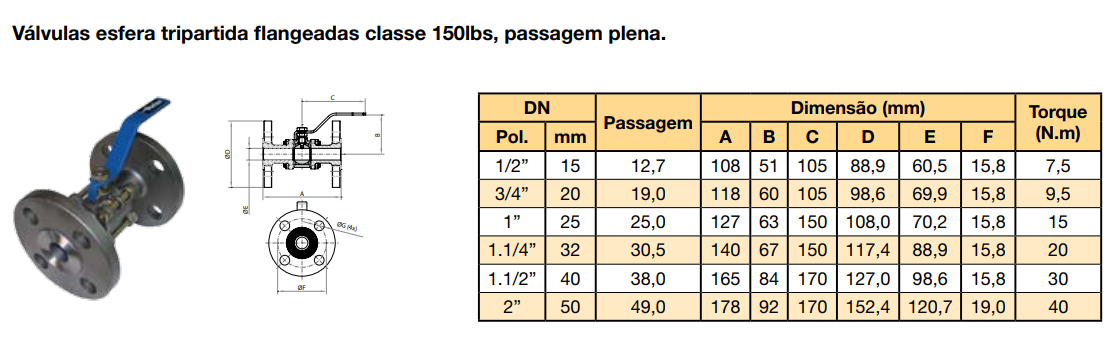 Válvulas esfera tripartida flangeadas classe 150lbs, passagem plena.
C
B
ØD
A
ØE
ØG (4x)
ØF
DN Passagem Dimensão (mm) Torque (N.m)
Pol. mm A B C D E F
1/2” 15 12,7 108 51 105 88,9 60,5 15,8 7,5
3/4” 20 19,0 118 60 105 98,6 69,9 15,8 9,5
1” 25 25,0 127 63 150 108,0 70,2 15,8 15
1.1/4” 32 30,5 140 67 150 117,4 88,9 15,8 20
1.1/2” 40 38,0 165 84 170 127,0 98,6 15,8 30
2” 50 49,0 178 92 170 152,4 120,7 19,0 40